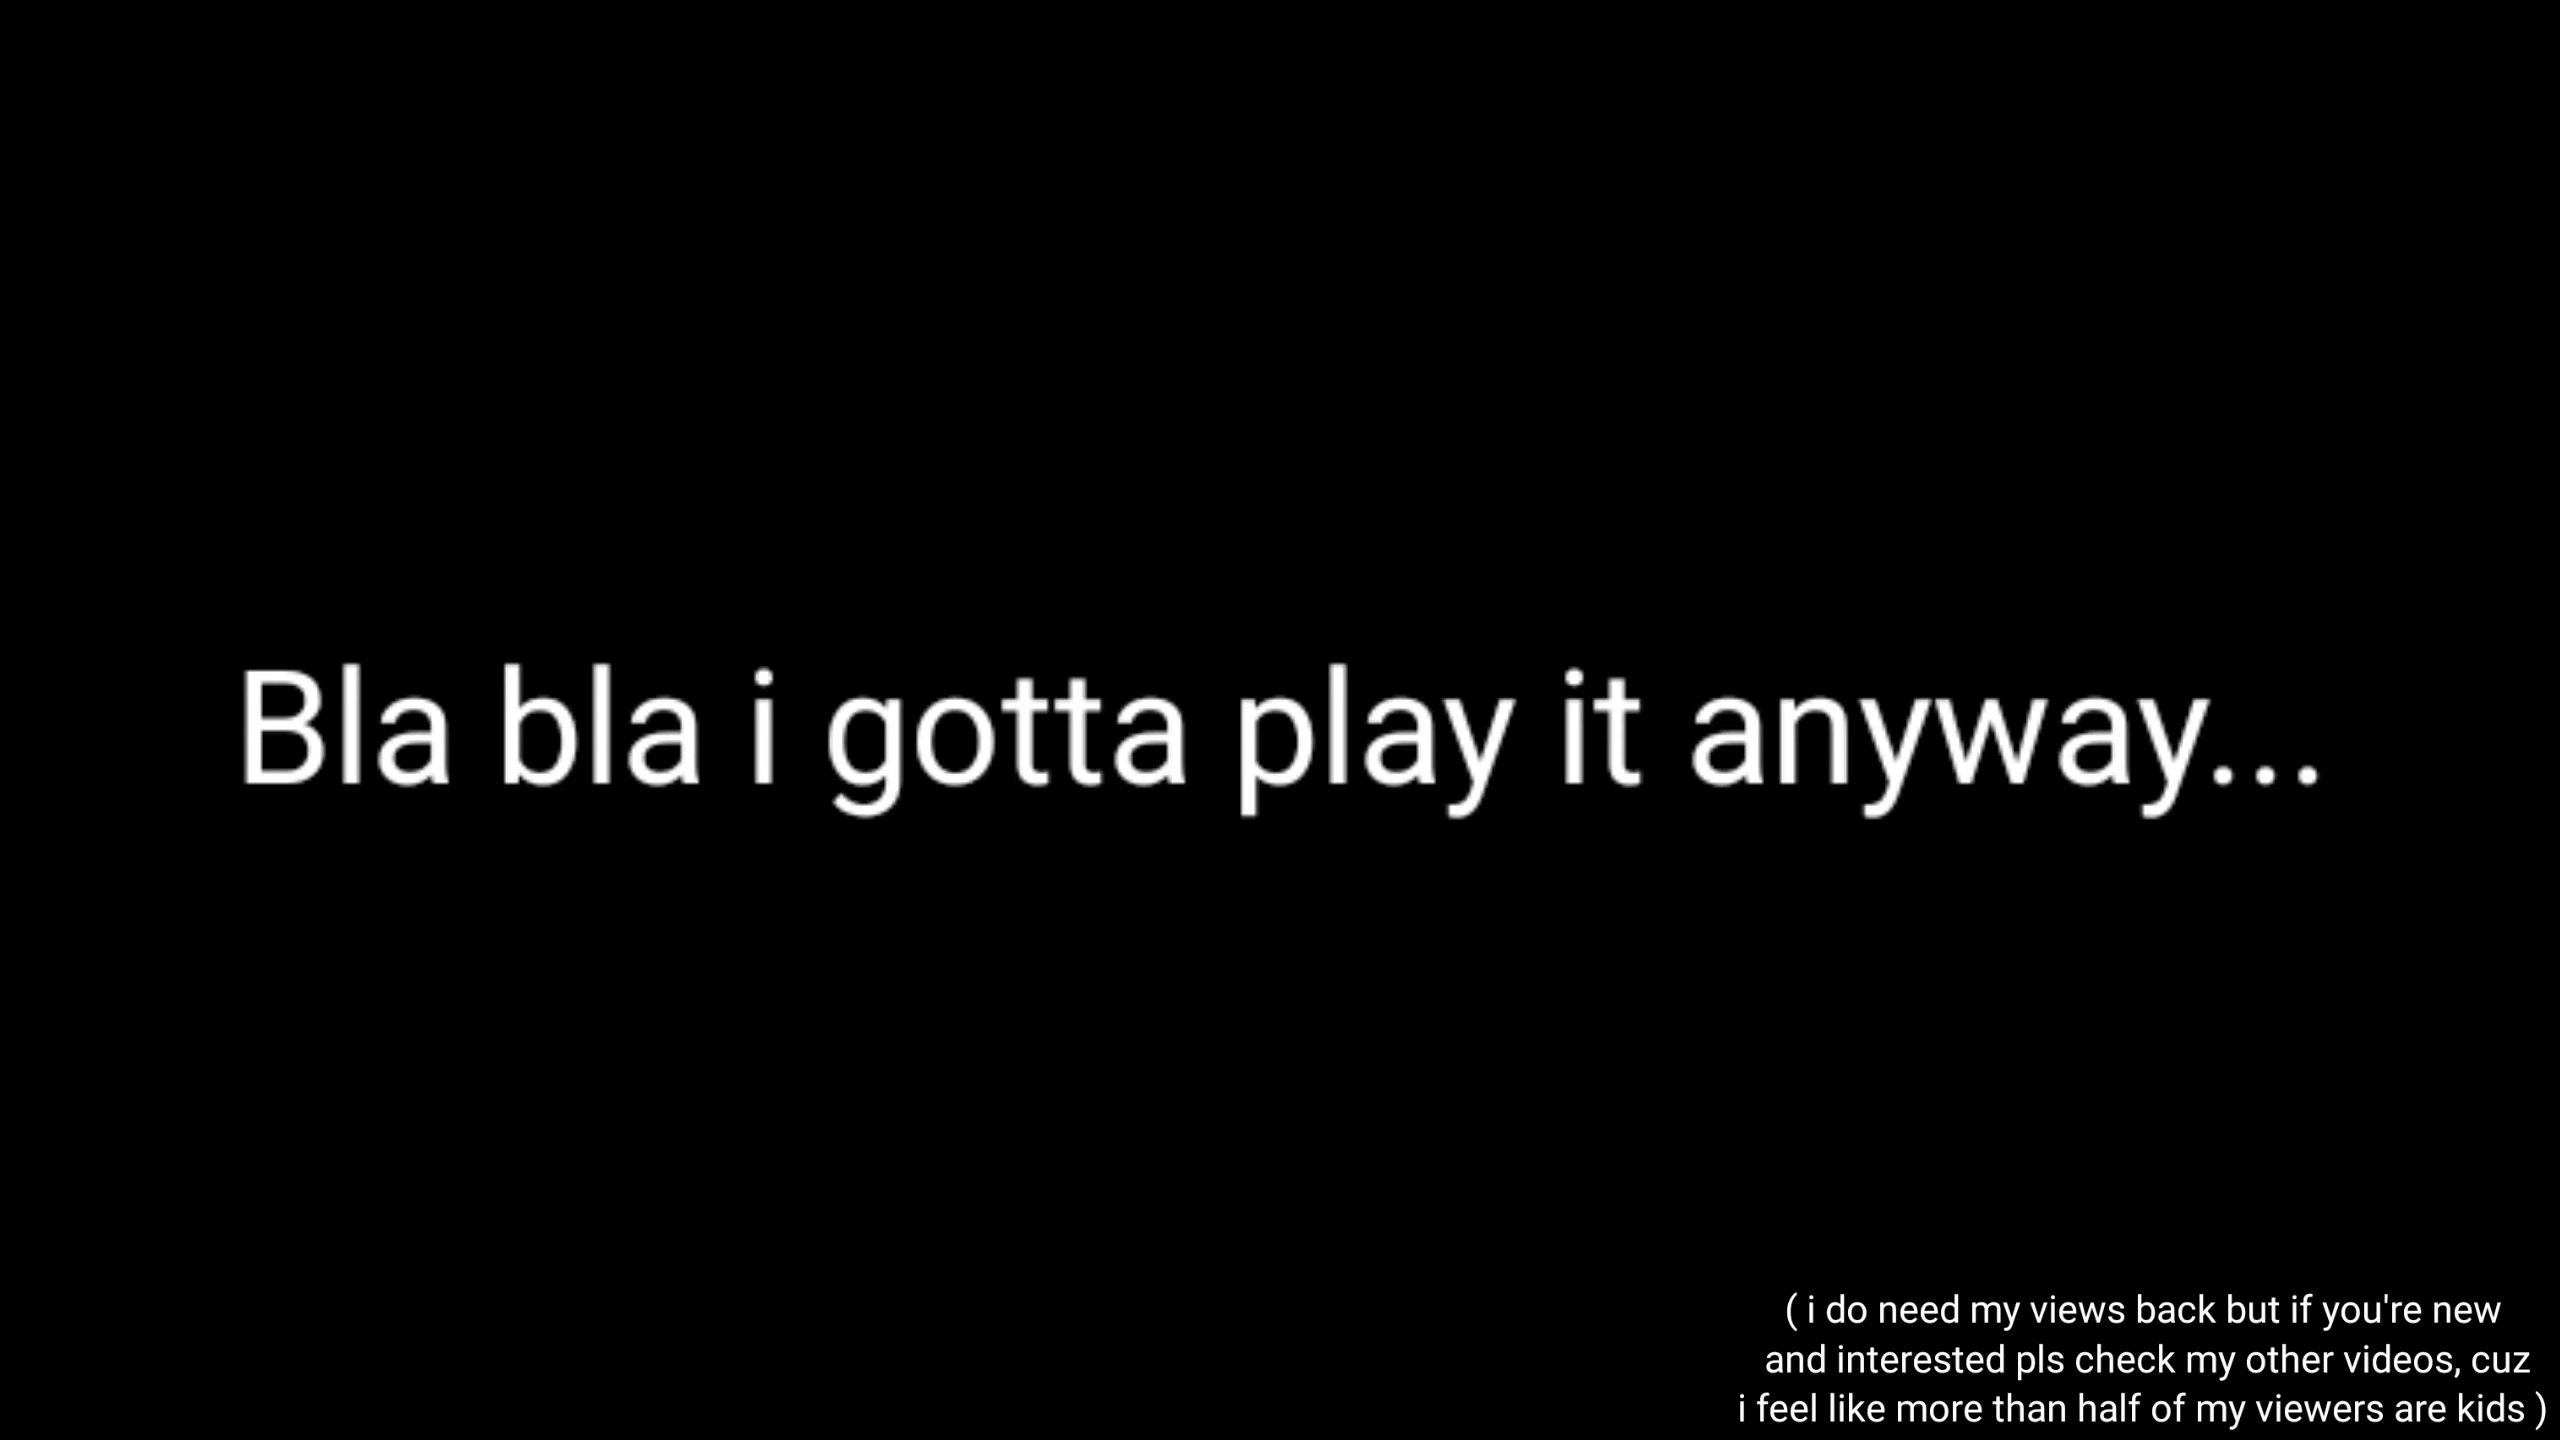 Bla bla i gotta play it anyway...
( i do need my views back but if you're new
and interested pls check my other videos, cuz
i feel like more than half of my viewers are kids )